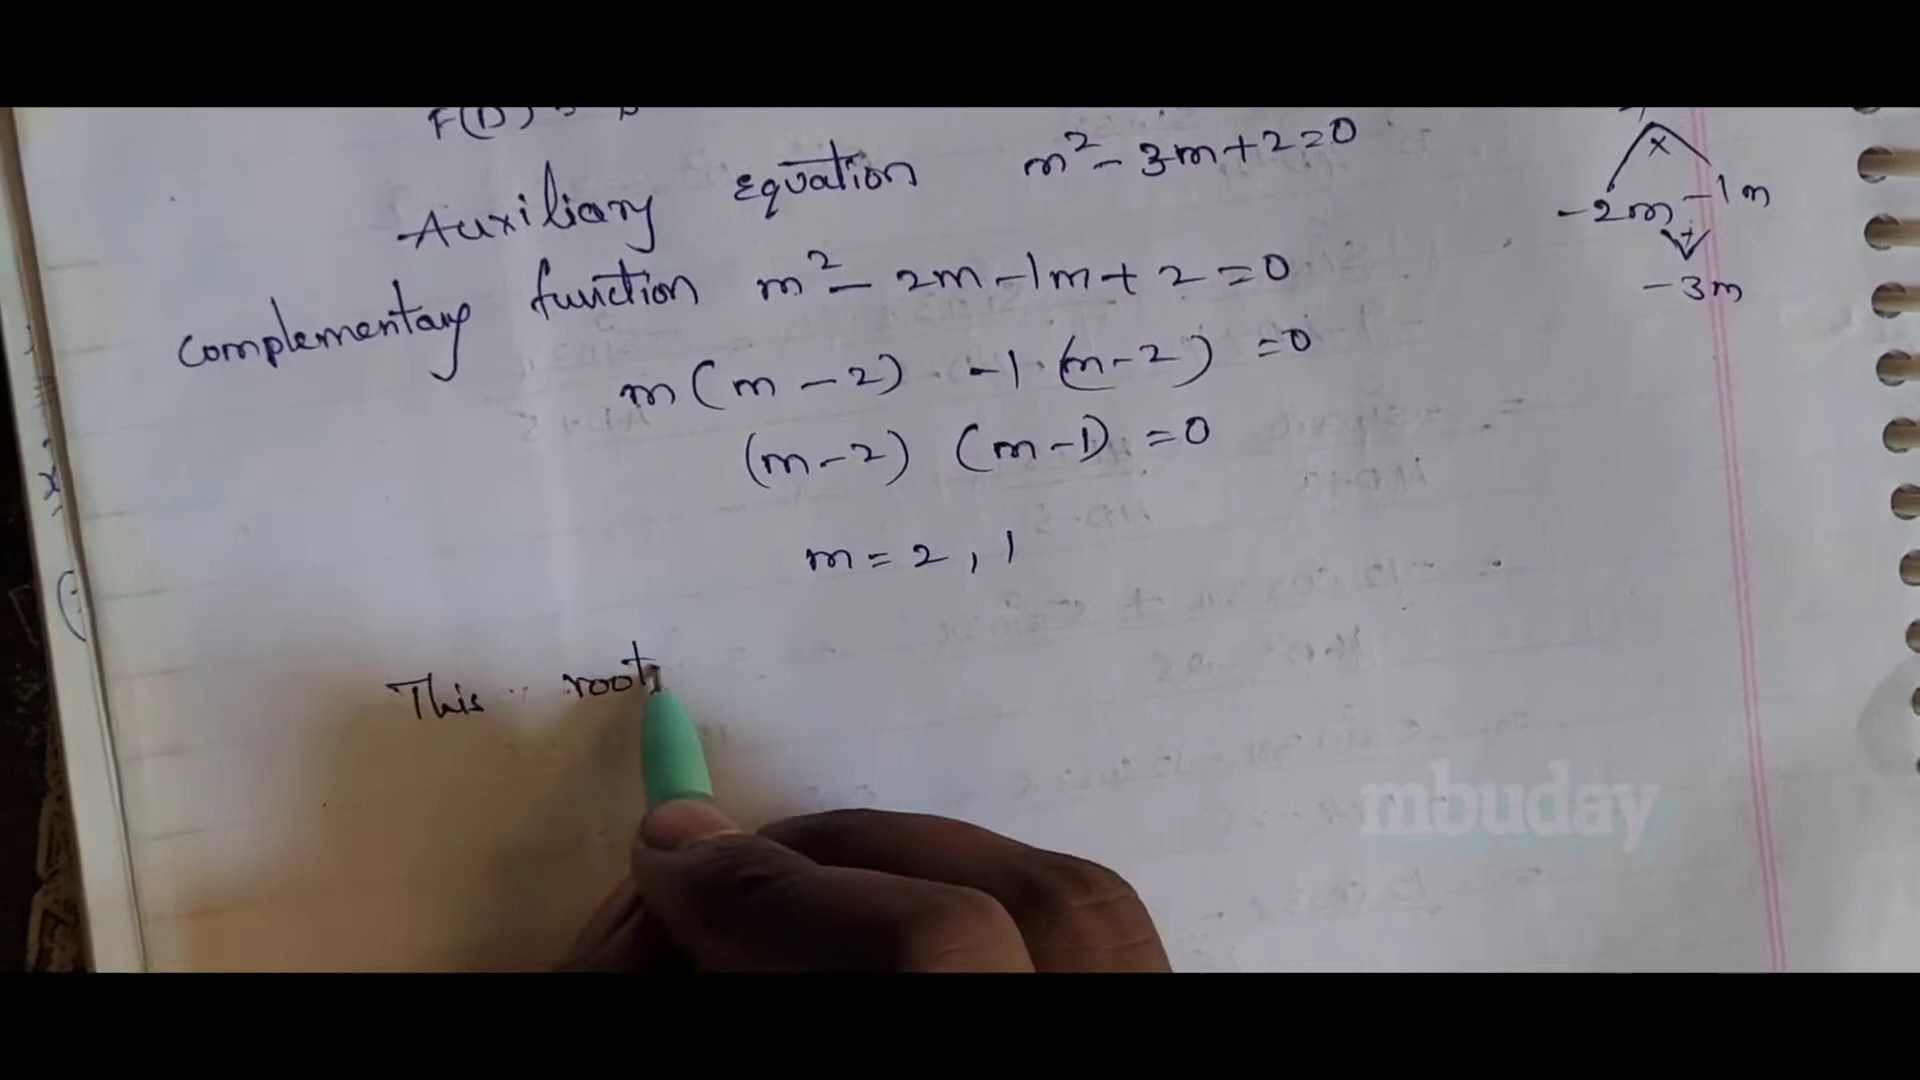 F(D) =
Auxiliary Equation m² - 3m + 2 = 0
-2m -1m
-3m
complementary function m² - 2m - 1m + 2 = 0
m(m - 2) -1.(m-2) = 0
(m-2) (m-1) = 0
m = 2, 1
This root
mbuday